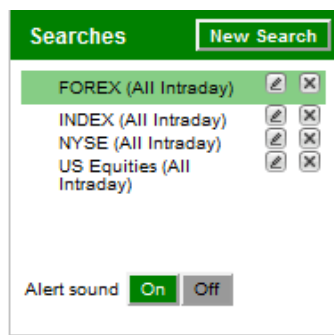 Searches New Search
FOREX (All Intraday)
INDEX (All Intraday)
NYSE (All Intraday)
US Equities (All
Intraday)
Alert sound On Off